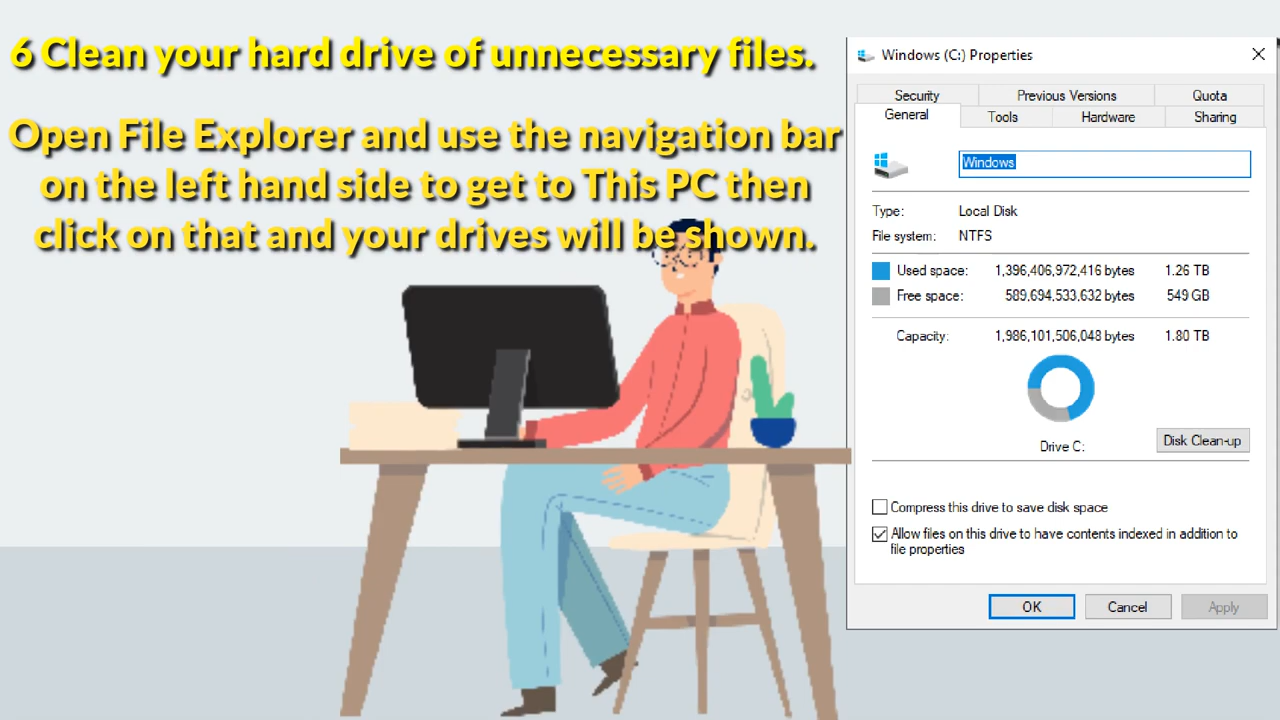 6 Clean your hard drive of unnecessary files.
Open File Explorer and use the navigation bar
on the left hand side to get to This PC then
click on that and your drives will be shown.
Windows (C:) Properties
Security Previous Versions Quota
General Tools Hardware Sharing
Windows
Type: Local Disk
File system: NTFS
Used space: 1,396,406,972,416 bytes 1.26 TB
Free space: 589,694,533,632 bytes 549 GB
Capacity: 1,986,101,506,048 bytes 1.80 TB
Drive C:
Disk Clean-up
Compress this drive to save disk space
Allow files on this drive to have contents indexed in addition to
file properties
OK Cancel Apply